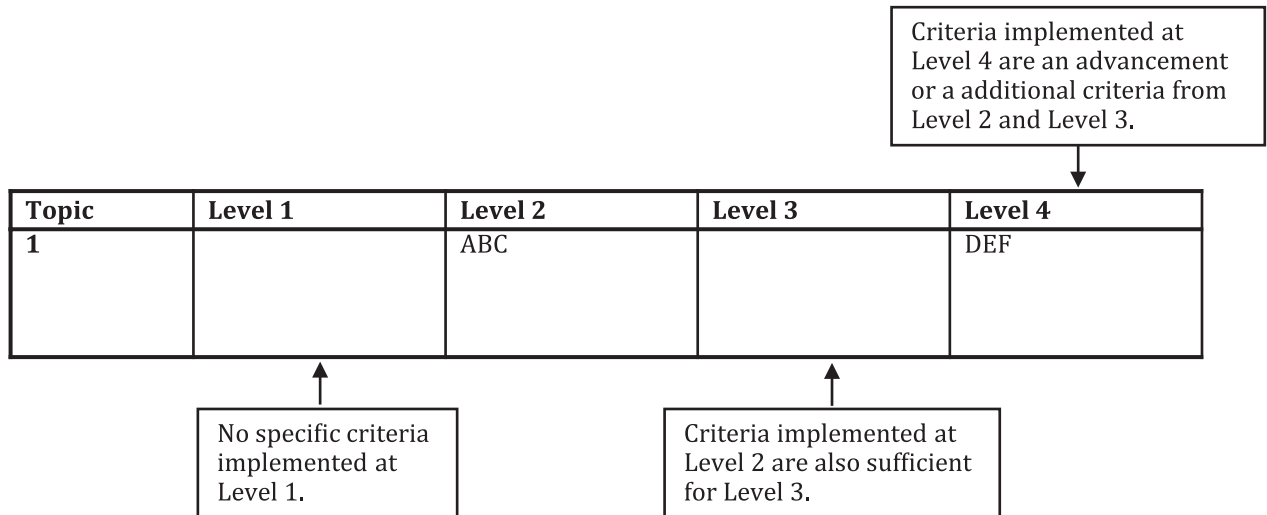 Criteria implemented at
Level 4 are an advancement
or a additional criteria from
Level 2 and Level 3.
Topic Level 1 Level 2 Level 3 Level 4
1 ABC DEF
No specific criteria
implemented at
Level 1.
Criteria implemented at
Level 2 are also sufficient
for Level 3.